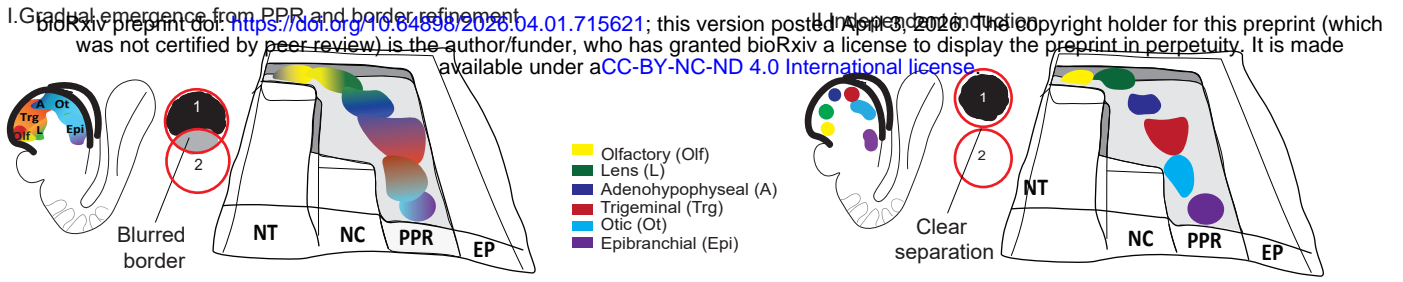 I.Gradual emergence from PPR and border refinement
II.Independent induction
bioRxiv preprint doi: https://doi.org/10.64898/2026.04.01.715621; this version posted April 3, 2026. The copyright holder for this preprint (which
was not certified by peer review) is the author/funder, who has granted bioRxiv a license to display the preprint in perpetuity. It is made
available under aCC-BY-NC-ND 4.0 International license.
A Ot
Trg
Olf L Epi
1
2
Blurred
border
NT NC PPR EP
Olfactory (Olf)
Lens (L)
Adenohypophyseal (A)
Trigeminal (Trg)
Otic (Ot)
Epibranchial (Epi)
1
2
Clear
separation
NT
NC PPR EP